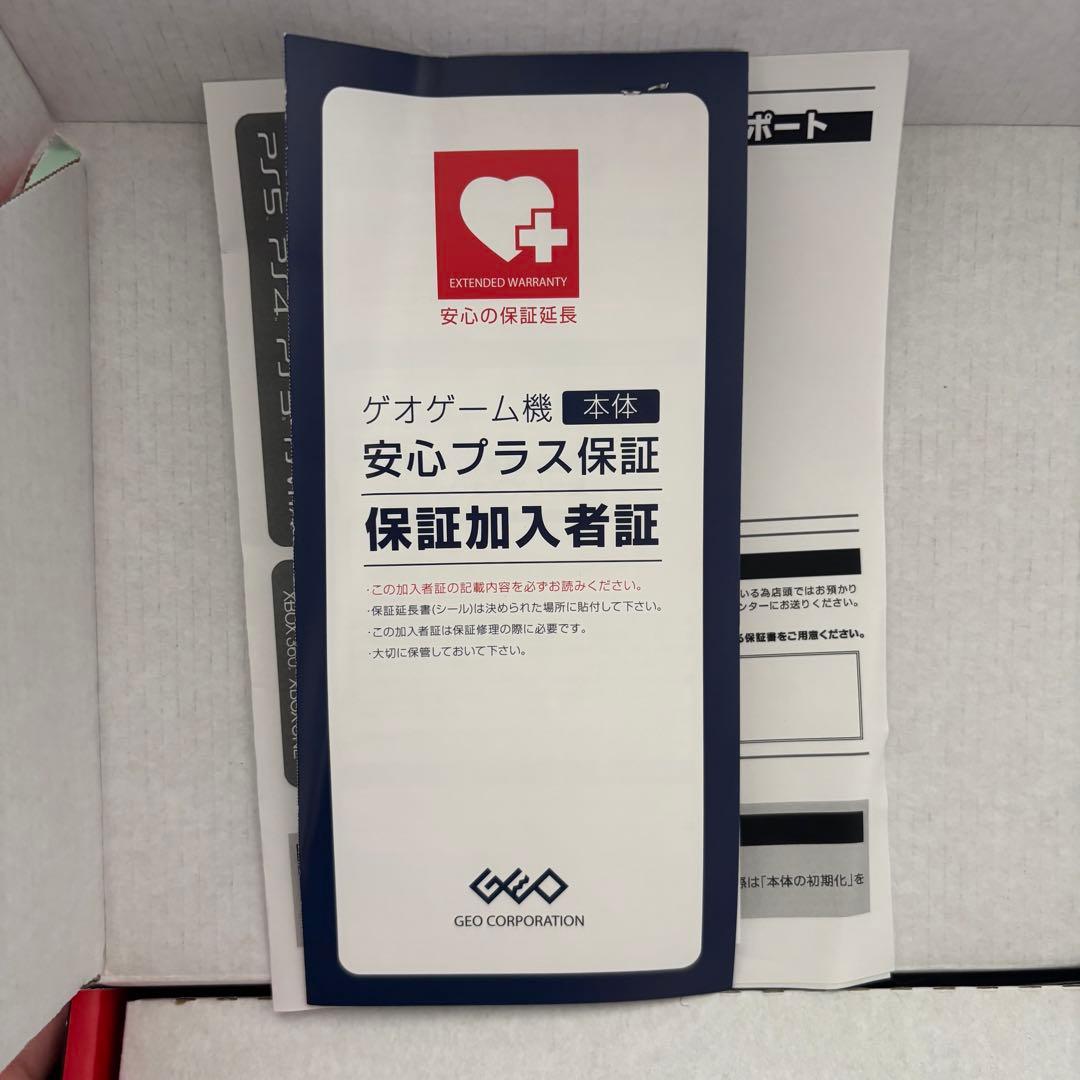 EXTENDED WARRANTY
安心の保証延長
ゲオゲーム機 本体
安心プラス保証
保証加入者証
・この加入者証の記載内容を必ずお読みください。
・保証延長書(シール)は決められた場所に貼付して下さい。
・この加入者証は保証修理の際に必要です。
・大切に保管しておいて下さい。
GEO
GEO CORPORATION
PS5. PS4. PS3.
XBOX 360. XBOX ONE
ポート
いる為店頭ではお預かり
ンターにお送りください。
保証書をご用意ください。
際は「本体の初期化」を